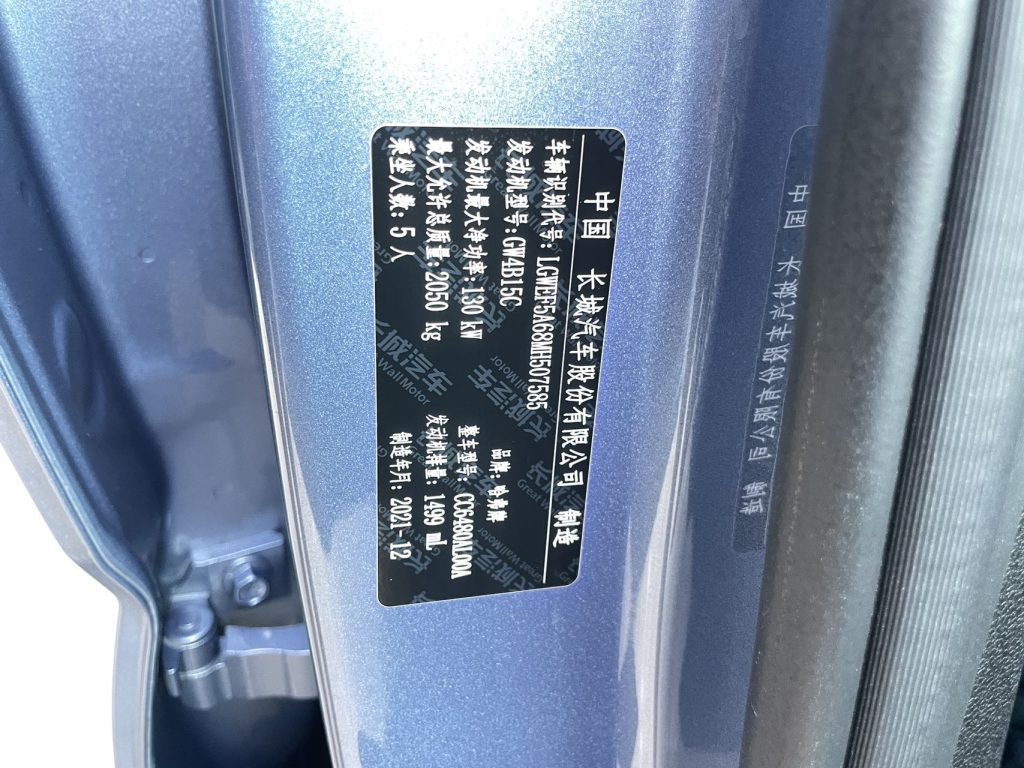 中国 长城汽车股份有限公司 制造
车辆识别代号: LGWEF5A68MH507585
品牌: 哈弗牌
发动机型号: GW4B15C
整车型号: CC6480AL00A
发动机最大净功率: 130 kW
发动机排量: 1499 mL
最大允许总质量: 2050 kg
制造年月: 2021-12
乘坐人数: 5 人